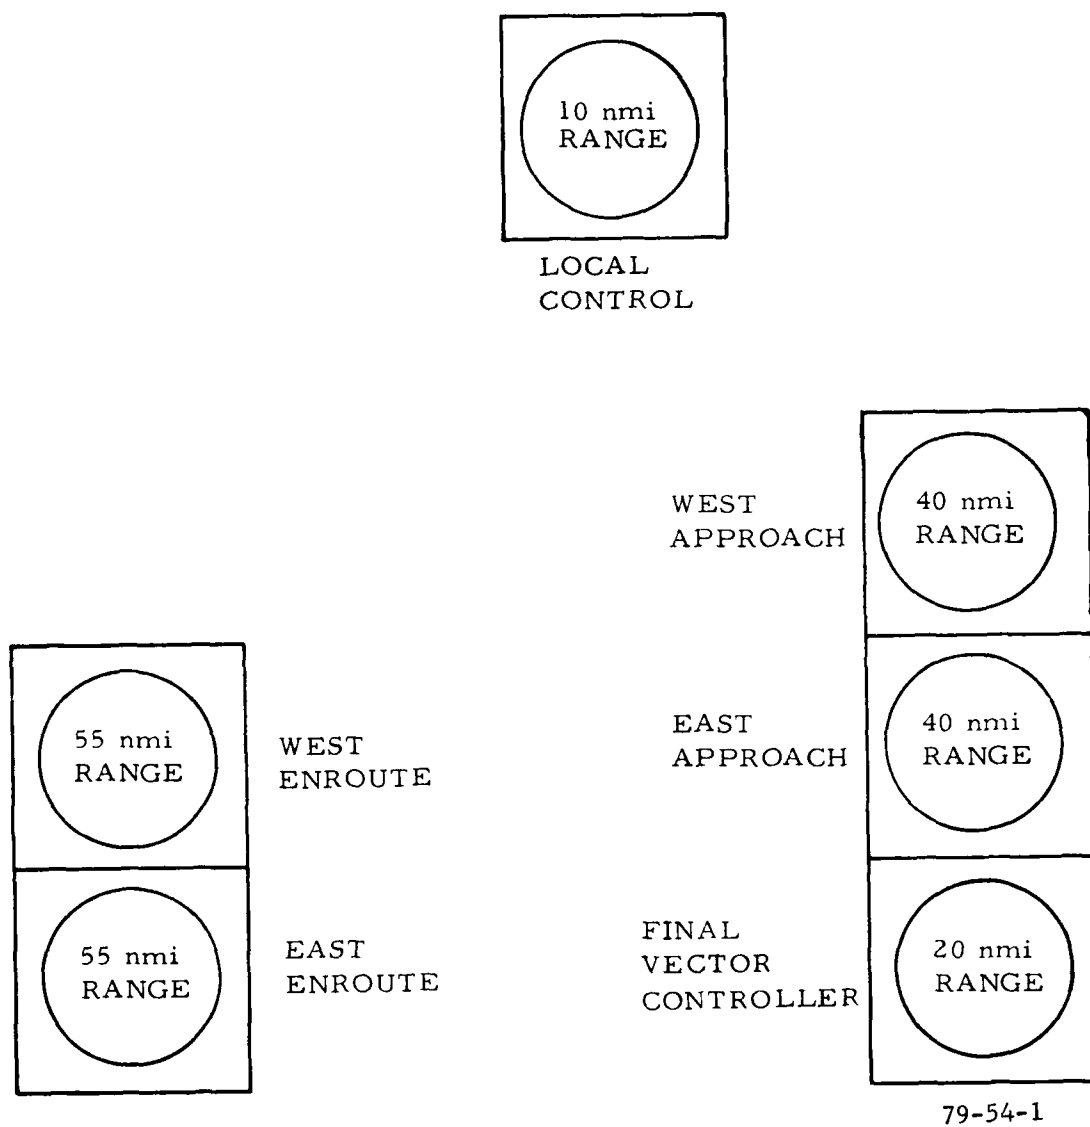 10 nmi
RANGE
LOCAL
CONTROL
WEST
APPROACH
40 nmi
RANGE
EAST
APPROACH
40 nmi
RANGE
55 nmi
RANGE
WEST
ENROUTE
55 nmi
RANGE
EAST
ENROUTE
FINAL
VECTOR
CONTROLLER
20 nmi
RANGE
79-54-1